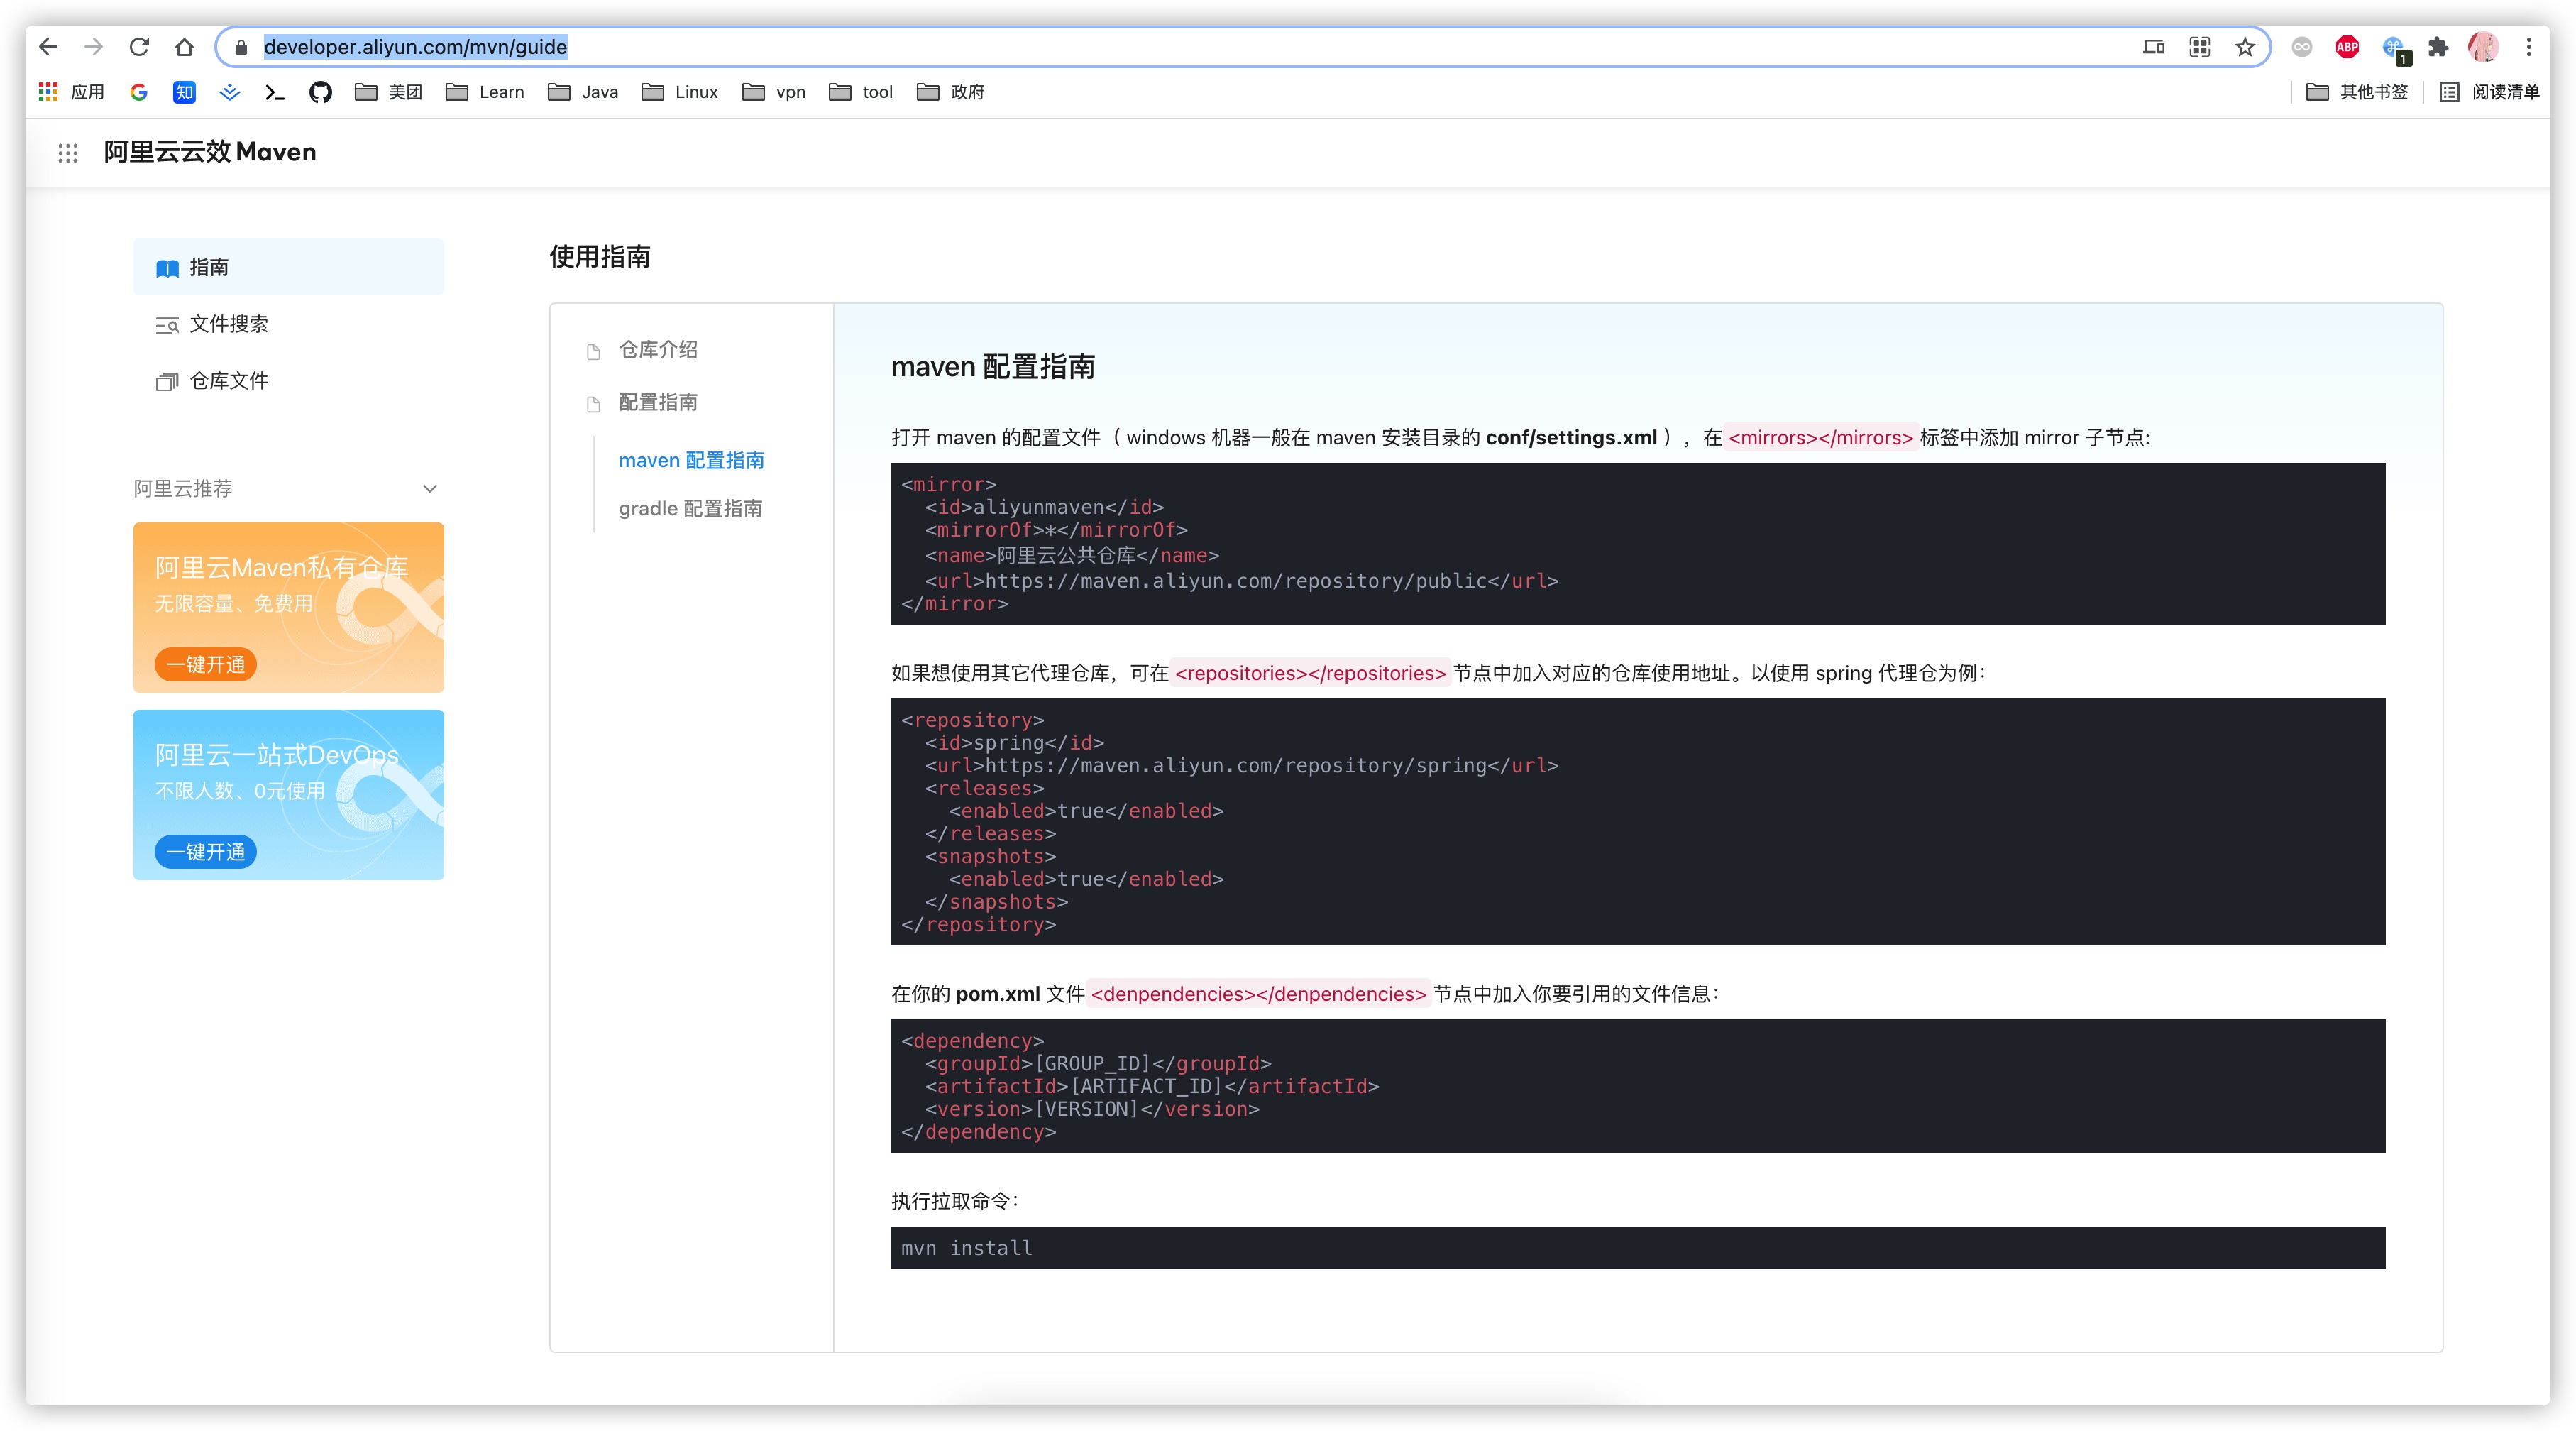 developer.aliyun.com/mvn/guide
ABP
1
应用
知
美团
Learn
Java
Linux
vpn
tool
政府
其他书签
阅读清单
阿里云云效 Maven
指南
文件搜索
仓库文件
阿里云推荐
阿里云Maven私有仓库
无限容量、免费用
一键开通
阿里云一站式DevOps
不限人数、0元使用
一键开通
使用指南
仓库介绍
配置指南
maven 配置指南
gradle 配置指南
maven 配置指南
打开 maven 的配置文件（ windows 机器一般在 maven 安装目录的 conf/settings.xml ），在<mirrors></mirrors>标签中添加 mirror 子节点:
<mirror>
  <id>aliyunmaven</id>
  <mirrorOf>*</mirrorOf>
  <name>阿里云公共仓库</name>
  <url>https://maven.aliyun.com/repository/public</url>
</mirror>
如果想使用其它代理仓库，可在<repositories></repositories>节点中加入对应的仓库使用地址。以使用 spring 代理仓为例：
<repository>
  <id>spring</id>
  <url>https://maven.aliyun.com/repository/spring</url>
  <releases>
    <enabled>true</enabled>
  </releases>
  <snapshots>
    <enabled>true</enabled>
  </snapshots>
</repository>
在你的 pom.xml 文件<denpendencies></denpendencies>节点中加入你要引用的文件信息：
<dependency>
  <groupId>[GROUP_ID]</groupId>
  <artifactId>[ARTIFACT_ID]</artifactId>
  <version>[VERSION]</version>
</dependency>
执行拉取命令：
mvn install